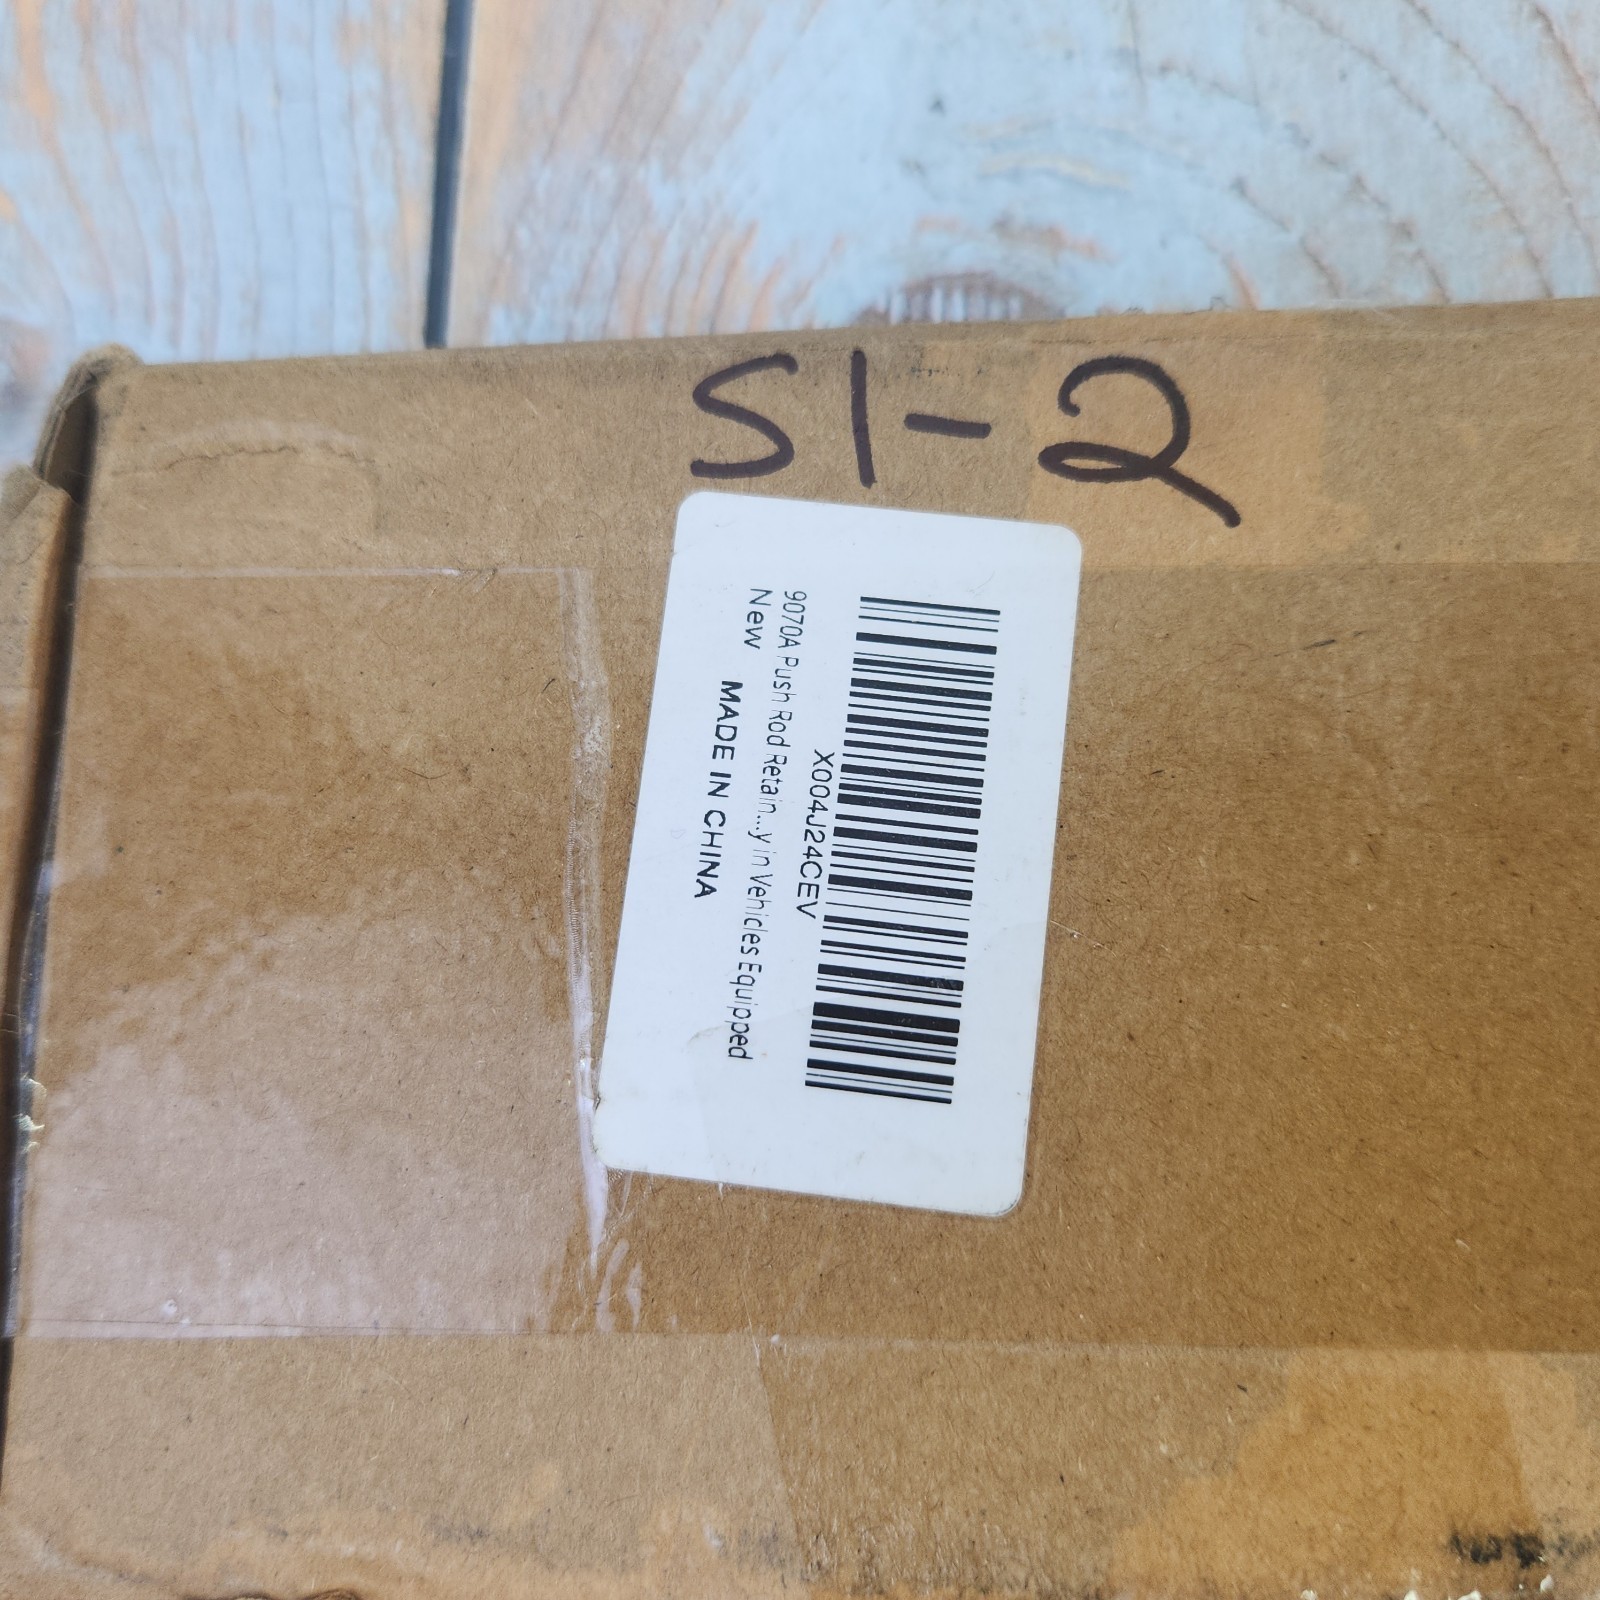 S1-2
X004J24CEV
9070A Push Rod Retain...y in Vehicles Equipped
New
MADE IN CHINA